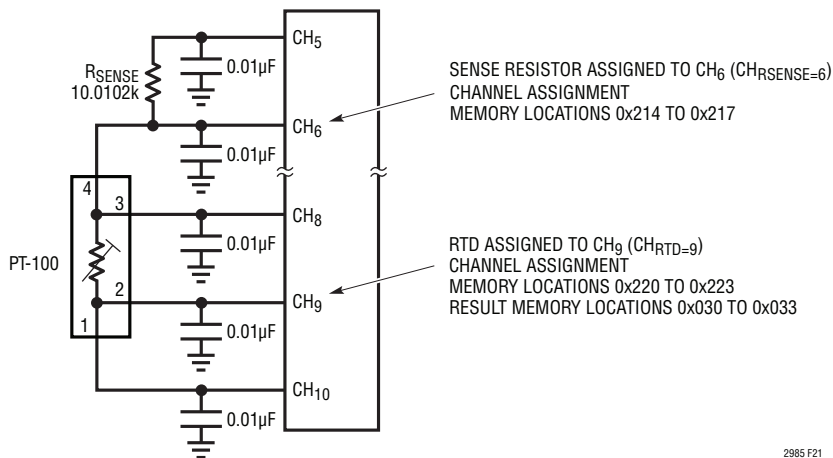 CH5
RSENSE
10.0102k
0.01µF
CH6
0.01µF
SENSE RESISTOR ASSIGNED TO CH6 (CHRSENSE=6)
CHANNEL ASSIGNMENT
MEMORY LOCATIONS 0x214 TO 0x217
4
3
CH8
0.01µF
PT-100
2
CH9
1
0.01µF
RTD ASSIGNED TO CH9 (CHRTD=9)
CHANNEL ASSIGNMENT
MEMORY LOCATIONS 0x220 TO 0x223
RESULT MEMORY LOCATIONS 0x030 TO 0x033
CH10
0.01µF
2985 F21